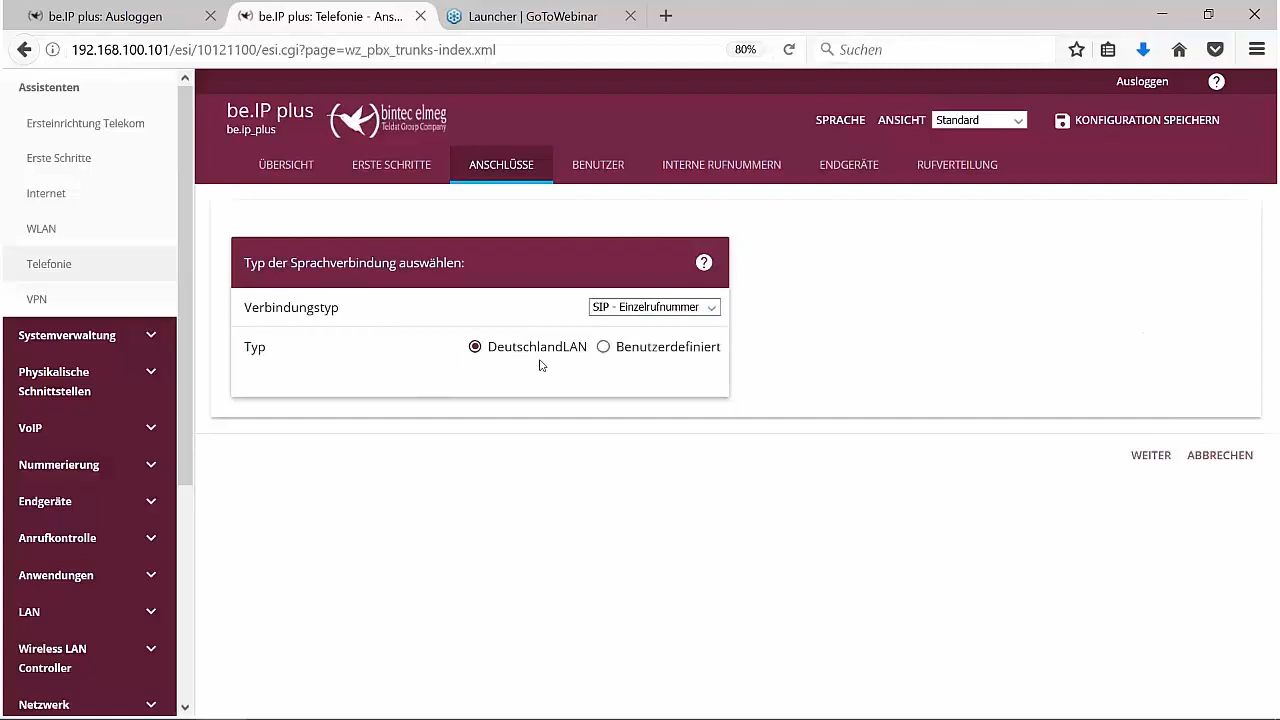 be.IP plus: Ausloggen
be.IP plus: Telefonie - Ans...
Launcher | GoToWebinar
192.168.100.101/esi/10121100/esi.cgi?page=wz_pbx_trunks-index.xml
80%
Suchen
Assistenten
Ersteinrichtung Telekom
Erste Schritte
Internet
WLAN
Telefonie
VPN
Systemverwaltung
Physikalische
Schnittstellen
VoIP
Nummerierung
Endgeräte
Anrufkontrolle
Anwendungen
LAN
Wireless LAN
Controller
Netzwerk
Ausloggen ?
be.IP plus
be.ip_plus
bintec elmeg
Teldat Group Company
SPRACHE ANSICHT Standard KONFIGURATION SPEICHERN
ÜBERSICHT ERSTE SCHRITTE ANSCHLÜSSE BENUTZER INTERNE RUFNUMMERN ENDGERÄTE RUFVERTEILUNG
Typ der Sprachverbindung auswählen: ?
Verbindungstyp SIP - Einzelrufnummer
Typ DeutschlandLAN Benutzerdefiniert
WEITER ABBRECHEN